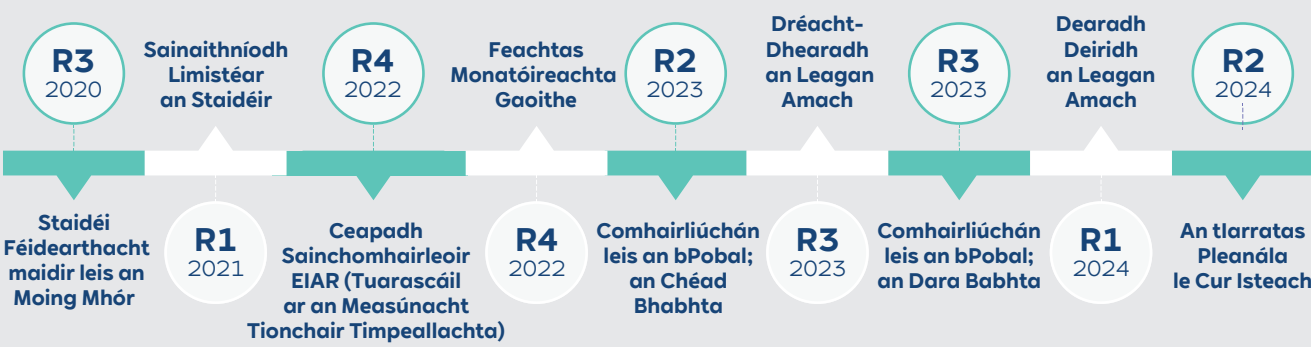 R3
2020
Staidéi
Féidearthacht
maidir leis an
Moing Mhór
Sainaithníodh
Limistéar
an Staidéir
R1
2021
R4
2022
Ceapadh
Sainchomhairleoir
EIAR (Tuarascáil
ar an Measúnacht
Tionchair Timpeallachta)
Feachtas
Monatóireachta
Gaoithe
R4
2022
R2
2023
Comhairliúchán
leis an bPobal;
an Chéad
Bhabhta
Dréacht-
Dhearadh
an Leagan
Amach
R3
2023
R3
2023
Comhairliúchán
leis an bPobal;
an Dara Babhta
Dearadh
Deiridh
an Leagan
Amach
R1
2024
R2
2024
An tIarratas
Pleanála
le Cur Isteach